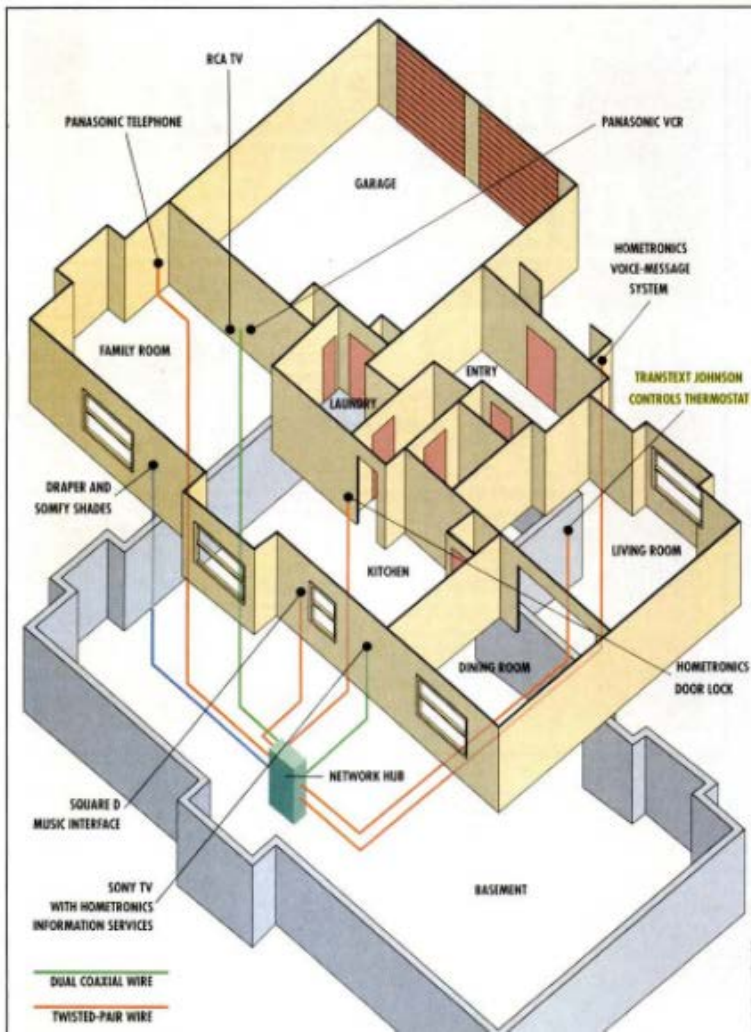 RCA TV
PANASONIC TELEPHONE
PANASONIC VCR
GARAGE
HOMETRONICS
VOICE-MESSAGE
SYSTEM
FAMILY ROOM
ENTRY
TRANSTEXT JOHNSON
CONTROLS THERMOSTAT
LAUNDRY
DRAPER AND
SOMFY SHADES
LIVING ROOM
KITCHEN
DINING ROOM
HOMETRONICS
DOOR LOCK
NETWORK HUB
SQUARE D
MUSIC INTERFACE
BASEMENT
SONY TV
WITH HOMETRONICS
INFORMATION SERVICES
DUAL COAXIAL WIRE
TWISTED-PAIR WIRE